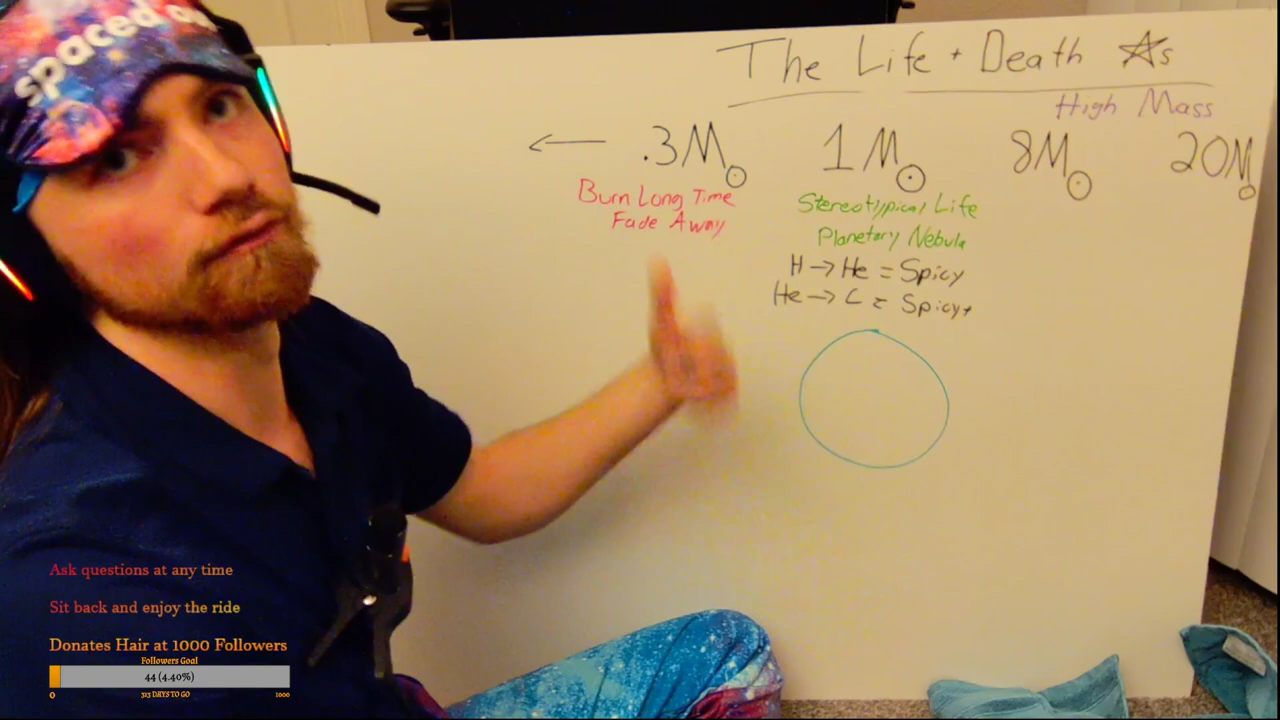 spaced out
The Life + Death ☆s
High Mass
← .3M☉ 1M☉ 8M☉ 20M☉
Burn Long Time
Fade Away
Stereotypical Life
Planetary Nebula
H → He = Spicy
He → C = Spicy+
Ask questions at any time
Sit back and enjoy the ride
Donates Hair at 1000 Followers
Followers Goal
44 (4.40%)
0 313 DAYS TO GO 1000